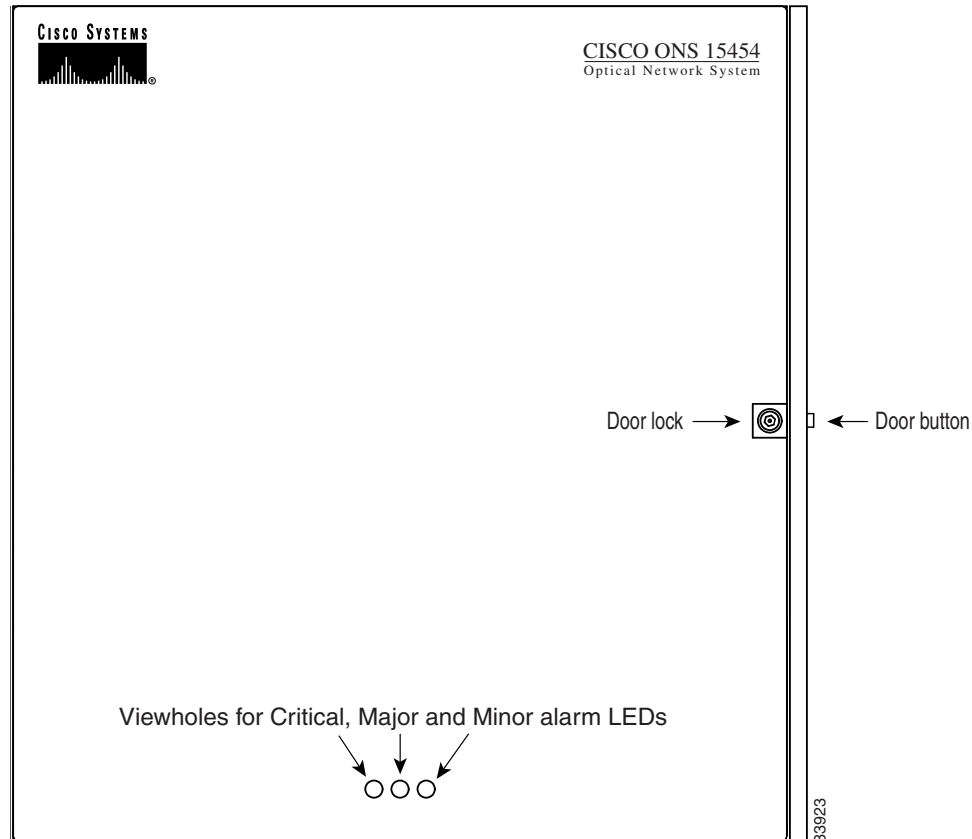 CISCO SYSTEMS
®
CISCO ONS 15454
Optical Network System
Door lock
Door button
Viewholes for Critical, Major and Minor alarm LEDs